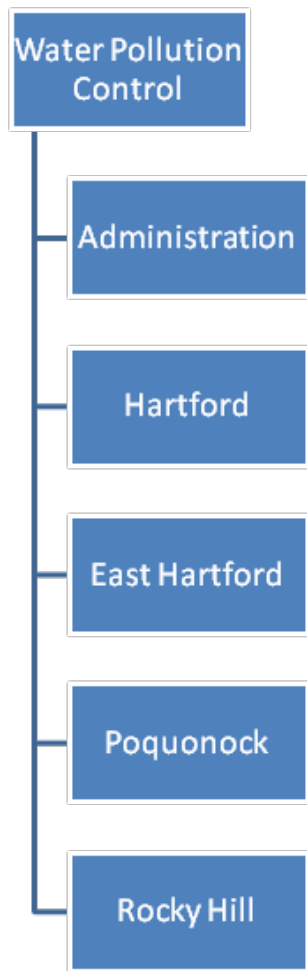 Water Pollution
Control
Administration
Hartford
East Hartford
Poquonock
Rocky Hill